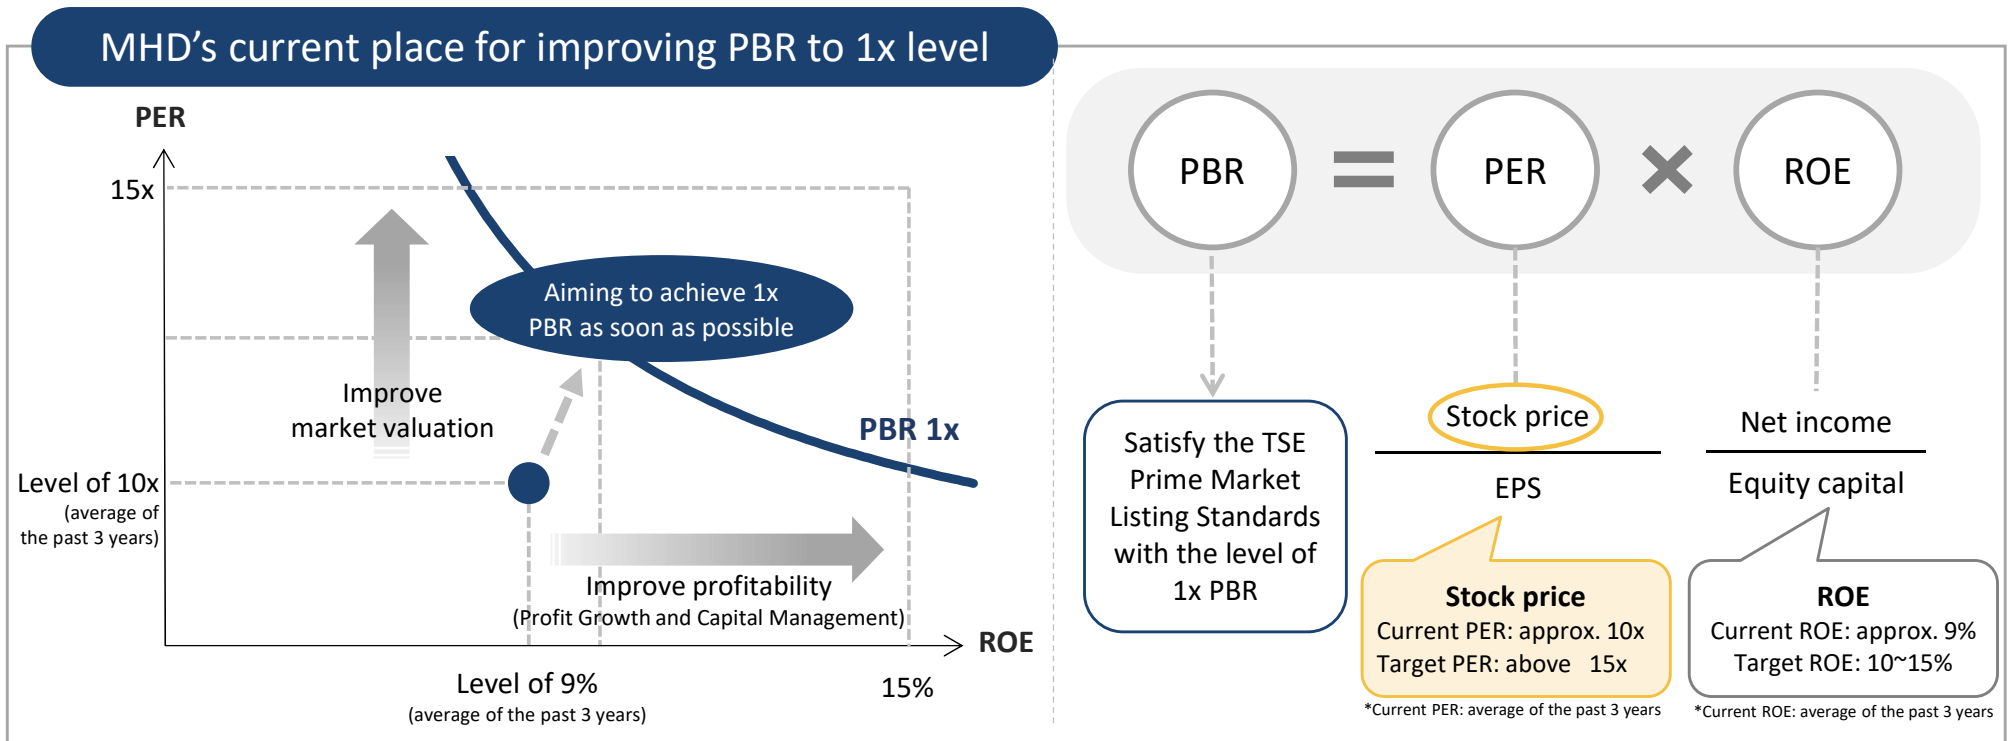 MHD's current place for improving PBR to 1x level
PER
15x
Aiming to achieve 1x
PBR as soon as possible
Improve
market valuation
PBR 1x
Level of 10x
(average of
the past 3 years)
Improve profitability
(Profit Growth and Capital Management)
ROE
Level of 9%
(average of the past 3 years)
15%
PBR = PER × ROE
Satisfy the TSE
Prime Market
Listing Standards
with the level of
1x PBR
Stock price
EPS
Net income
Equity capital
Stock price
Current PER: approx. 10x
Target PER: above 15x
*Current PER: average of the past 3 years
ROE
Current ROE: approx. 9%
Target ROE: 10~15%
*Current ROE: average of the past 3 years